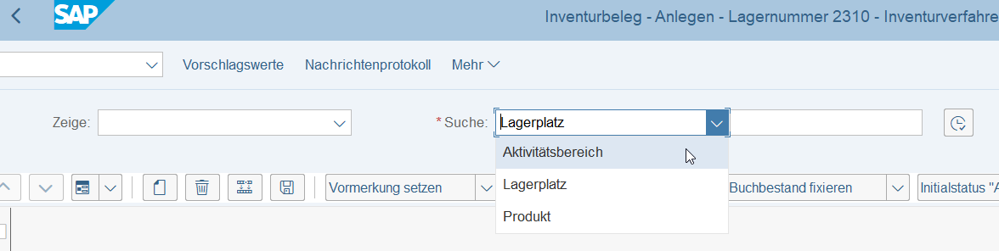 SAP
Inventurbeleg - Anlegen - Lagernummer 2310 - Inventurverfahre
Vorschlagswerte Nachrichtenprotokoll Mehr
Zeige: * Suche: Lagerplatz
Aktivitätsbereich
Lagerplatz
Produkt
Vormerkung setzen Buchbestand fixieren Initialstatus "A